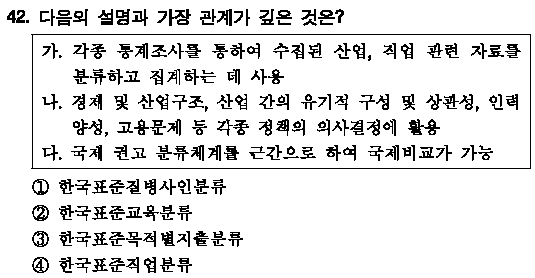 42. 다음의 설명과 가장 관계가 깊은 것은?
가. 각종 통계조사를 통하여 수집된 산업, 직업 관련 자료를
분류하고 집계하는 데 사용
나. 경제 및 산업구조, 산업 간의 유기적 구성 및 상관성, 인력
양성, 고용문제 등 각종 정책의 의사결정에 활용
다. 국제 권고 분류체계를 근간으로 하여 국제비교가 가능
① 한국표준질병사인분류
② 한국표준교육분류
③ 한국표준목적별지출분류
④ 한국표준직업분류